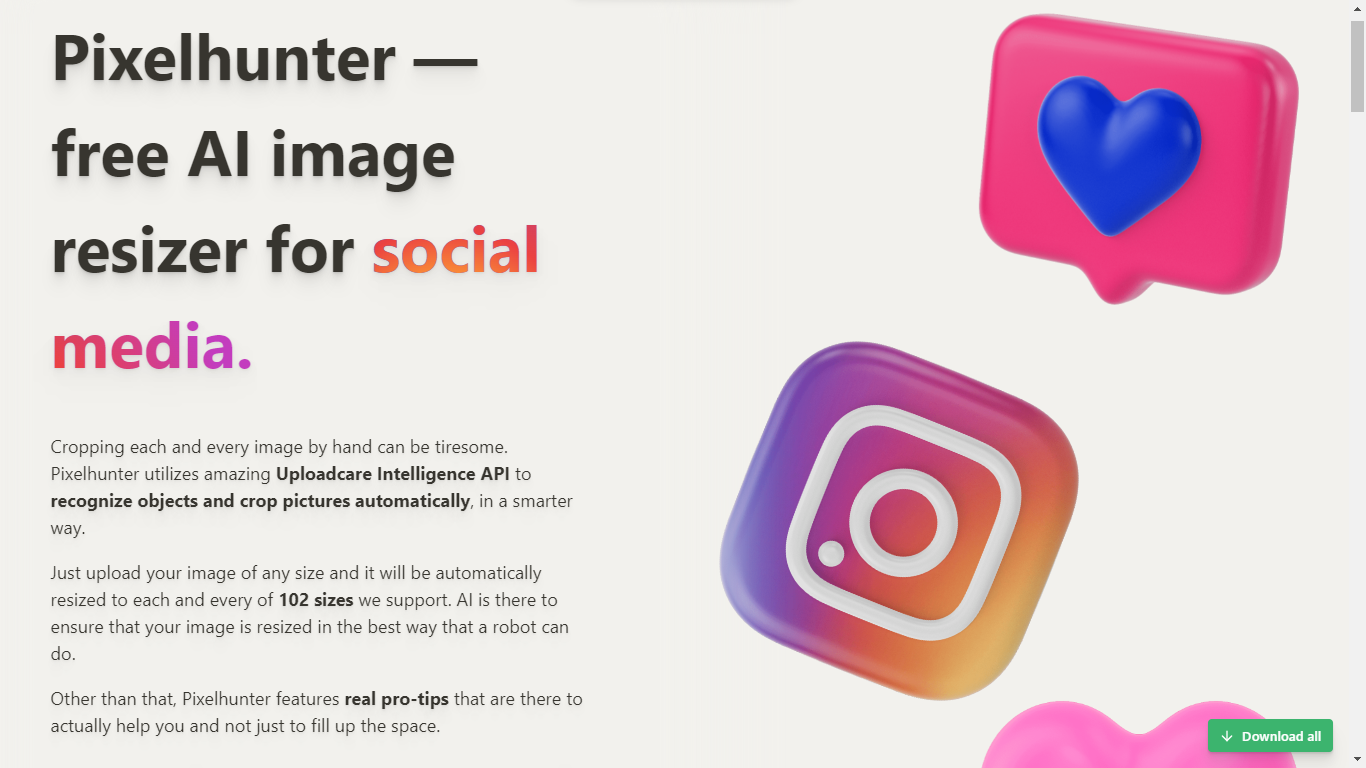 Pixelhunter —
free AI image
resizer for social
media.
Cropping each and every image by hand can be tiresome.
Pixelhunter utilizes amazing Uploadcare Intelligence API to
recognize objects and crop pictures automatically, in a smarter
way.
Just upload your image of any size and it will be automatically
resized to each and every of 102 sizes we support. AI is there to
ensure that your image is resized in the best way that a robot can
do.
Other than that, Pixelhunter features real pro-tips that are there to
actually help you and not just to fill up the space.
Download all